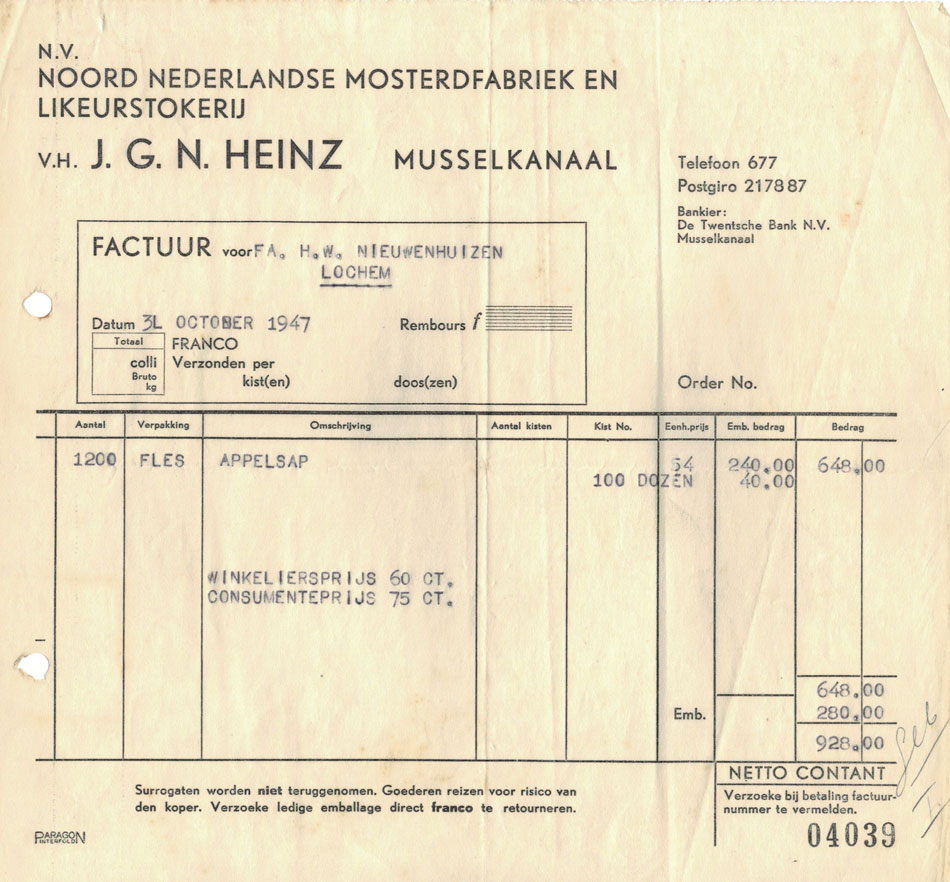 N.V.
NOORD NEDERLANDSE MOSTERDFABRIEK EN
LIKEURSTOKERIJ
V.H. J. G. N. HEINZ MUSSELKANAAL
Telefoon 677
Postgiro 217887
Bankier:
De Twentsche Bank N.V.
Musselkanaal
FACTUUR voor FA. H.W. NIEUWENHUIZEN
LOCHEM
Datum 3L OCTOBER 1947 Rembours f
Totaal FRANCO
colli Verzonden per
Bruto kist(en) doos(zen)
kg
Order No.
Aantal Verpakking Omschrijving Aantal kisten Kist No. Eenh.prijs Emb. bedrag Bedrag
1200 FLES APPELSAP 54 240.00 648.00
100 DOZEN 40.00
WINKELIERSPRIJS 60 CT.
CONSUMENTEPRIJS 75 CT.
648.00
Emb. 280.00
928.00
NETTO CONTANT
Surrogaten worden niet teruggenomen. Goederen reizen voor risico van
den koper. Verzoeke ledige emballage direct franco te retourneren.
Verzoeke bij betaling factuur-
nummer te vermelden.
04039
PARAGON
INTERFOLD